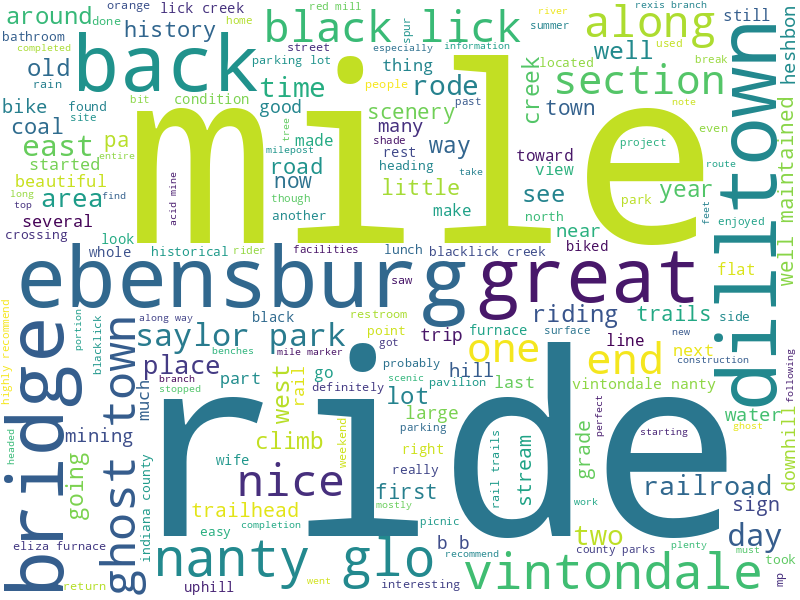 orange lick creek
around done
bathroom history
completed home
old
rain
bike found site
coal
east pa
started
beautiful
long area
top find
several
crossing
look
whole historical rider
back
red mill
black lick
street
parking lot
time
bit condition
good
made
entire
road
now
though
another
acid mine
tree
milepost
spur
especially
thing
rode
scenery
people past
many
shade way
rest
heading
little
take
make
information
river
rexis branch
summer
along
section well still
located used break
creek
town
note
even
project
toward route
view
see year
park
north near
feet
enjoyed
biked
flat
dilltown
heshbon
well maintained
mile
facilities lunch blacklick creek
saw
ebensburg great
riding trails side
along way
black
restroom
point
got
trip
furnace surface
line
new
construction
following
highly recommend
portion
blacklick
bridge
ghost town
headed
saylor park
benches mile marker
place
branch
stopped
much
part
west
rail
go
definitely
probably
scenic
hill
pavilion last
one
end
next
vintondale nanty
water
downhill
mining
going
indiana county
climb
wife
nice
trailhead
easy completion
weekend
lot
large parking
right
really
first
mostly
picnic
b b
rail trails
stream
grade
perfect
starting
ghost
railroad
sign
two
day
work
county parks plenty must took
ride
eliza furnace
return
uphill
nanty glo
went
interesting
recommend
vintondale
mp